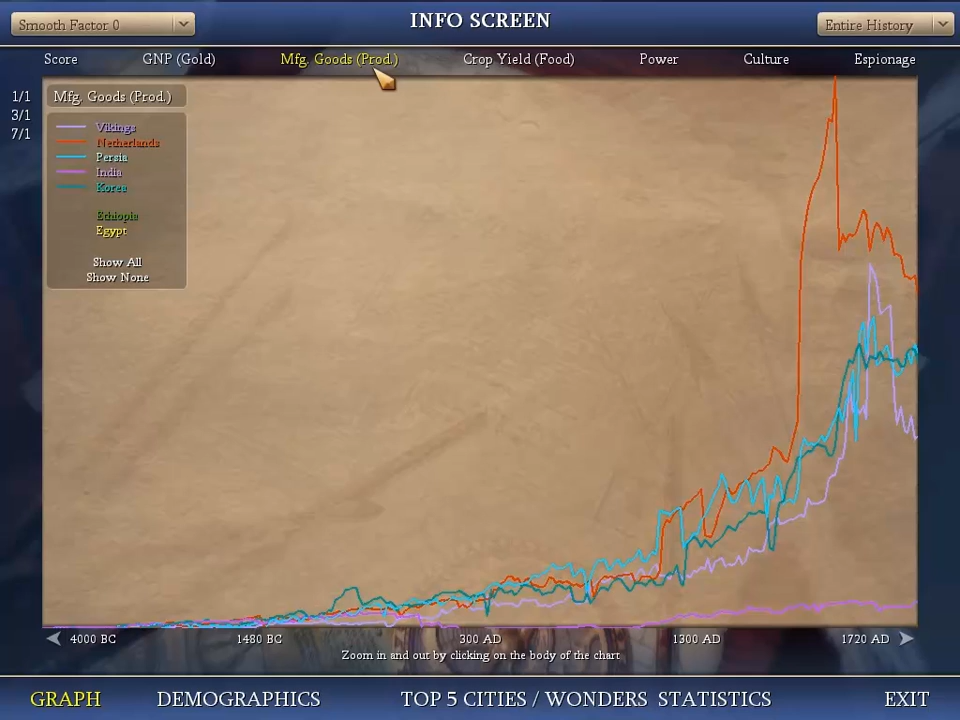 Smooth Factor 0
INFO SCREEN
Entire History
Score
GNP (Gold)
Mfg. Goods (Prod.)
Crop Yield (Food)
Power
Culture
Espionage
1/1
3/1
7/1
Mfg. Goods (Prod.)
Vikings
Netherlands
Persia
India
Korea
Ethiopia
Egypt
Show All
Show None
4000 BC
1480 BC
300 AD
1300 AD
1720 AD
Zoom in and out by clicking on the body of the chart
GRAPH
DEMOGRAPHICS
TOP 5 CITIES / WONDERS
STATISTICS
EXIT